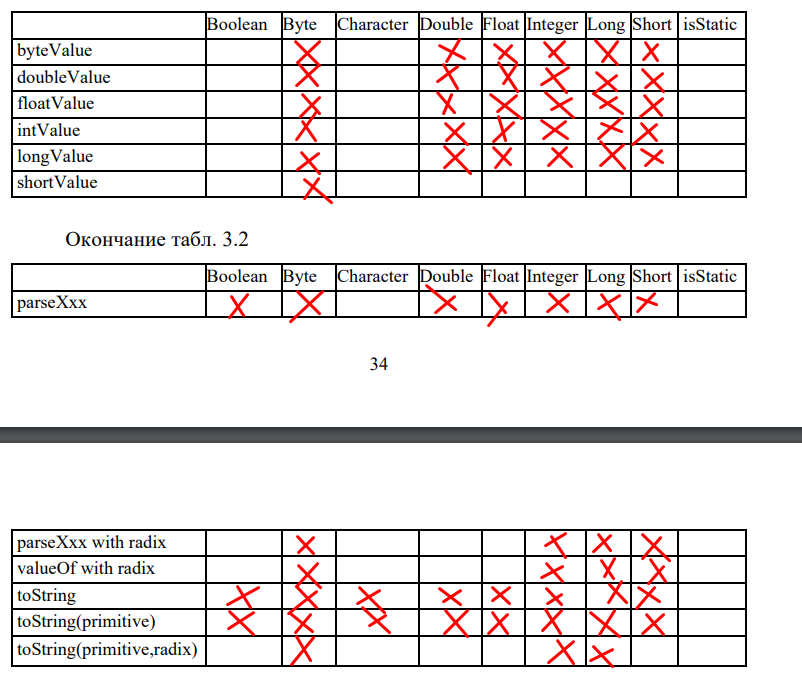 Boolean Byte Character Double Float Integer Long Short isStatic
byteValue
doubleValue
floatValue
intValue
longValue
shortValue
Окончание табл. 3.2
Boolean Byte Character Double Float Integer Long Short isStatic
parseXxx
34
parseXxx with radix
valueOf with radix
toString
toString(primitive)
toString(primitive,radix)